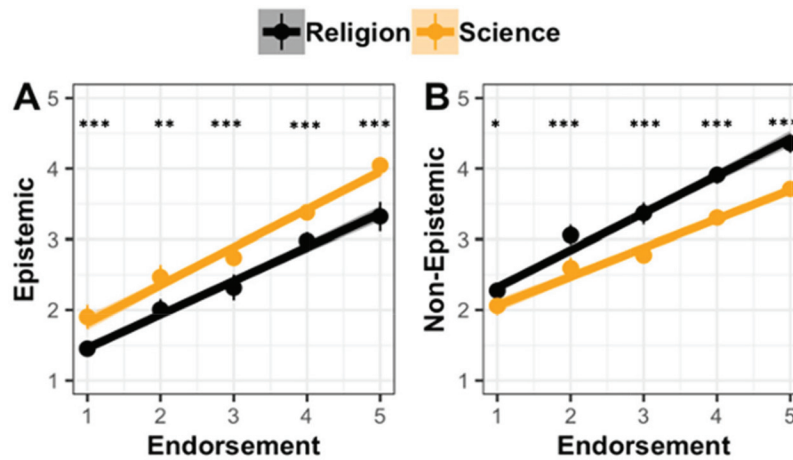 Religion Science
A
B
* * * ** *** *** ***
* *** *** *** ***
5
4
3
2
1
Epistemic
1 2 3 4 5
Endorsement
5
4
3
2
1
Non-Epistemic
1 2 3 4 5
Endorsement